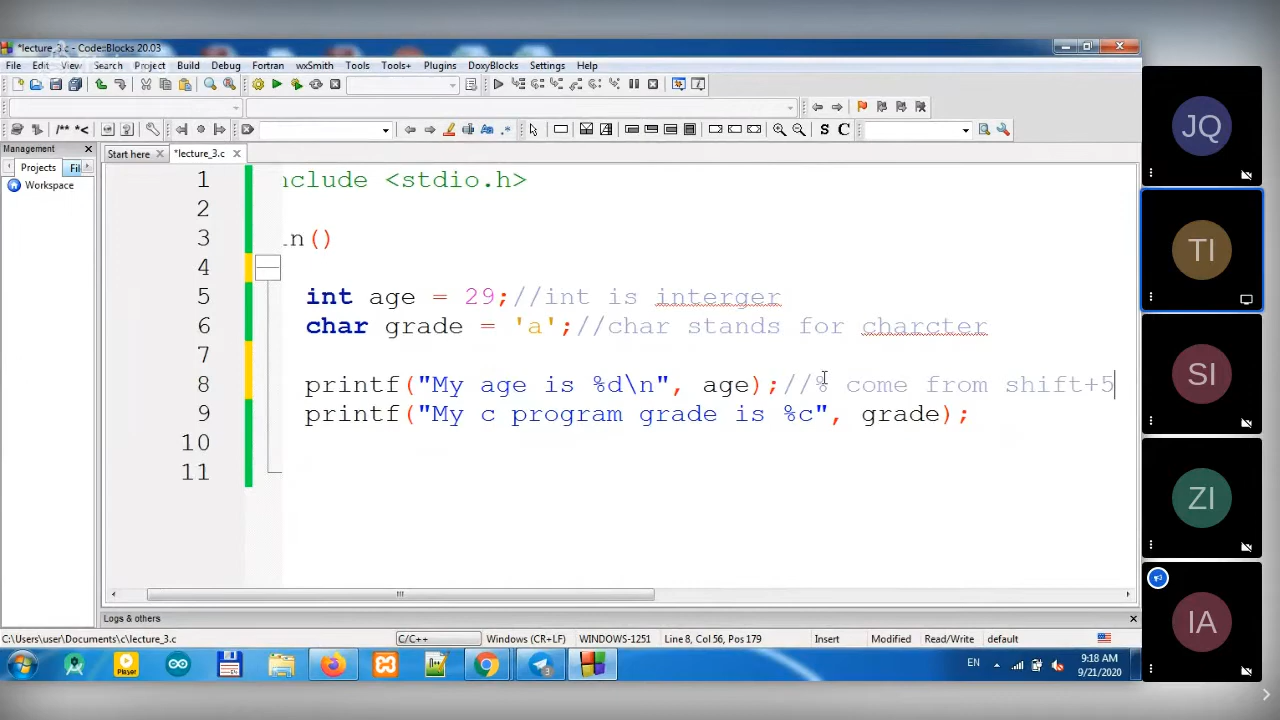 *lecture_3.c - Code::Blocks 20.03
File Edit View Search Project Build Debug Fortran wxSmith Tools Tools+ Plugins DoxyBlocks Settings Help
/** *<
S C
Management
Start here *lecture_3.c
Projects Fil
Workspace
1 nclude <stdio.h>
2
3 in()
4
5 int age = 29;//int is interger
6 char grade = 'a';//char stands for charcter
7
8 printf("My age is %d\n", age);//% come from shift+5
9 printf("My c program grade is %c", grade);
10
11
Logs & others
C:\Users\user\Documents\c\lecture_3.c C/C++ Windows (CR+LF) WINDOWS-1251 Line 8, Col 56, Pos 179 Insert Modified Read/Write default
Player
3
EN
9:18 AM
9/21/2020
JQ
TI
SI
ZI
IA